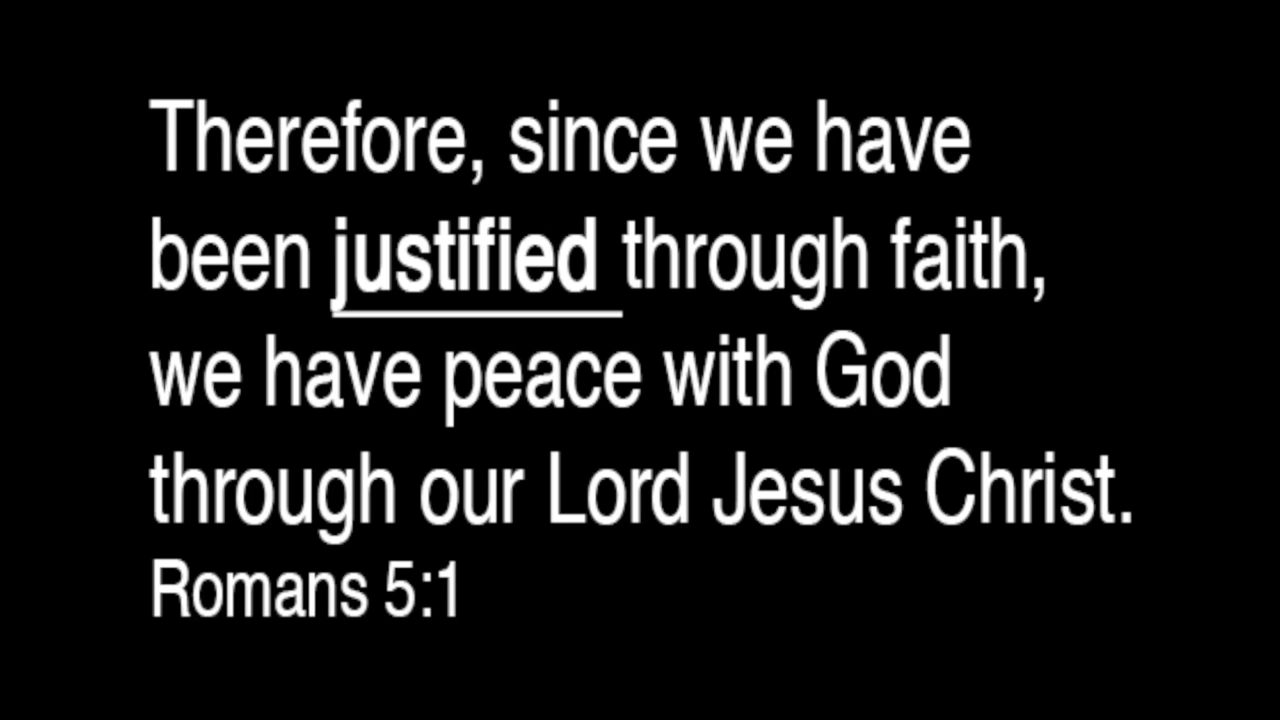 Therefore, since we have
been justified through faith,
we have peace with God
through our Lord Jesus Christ.
Romans 5:1